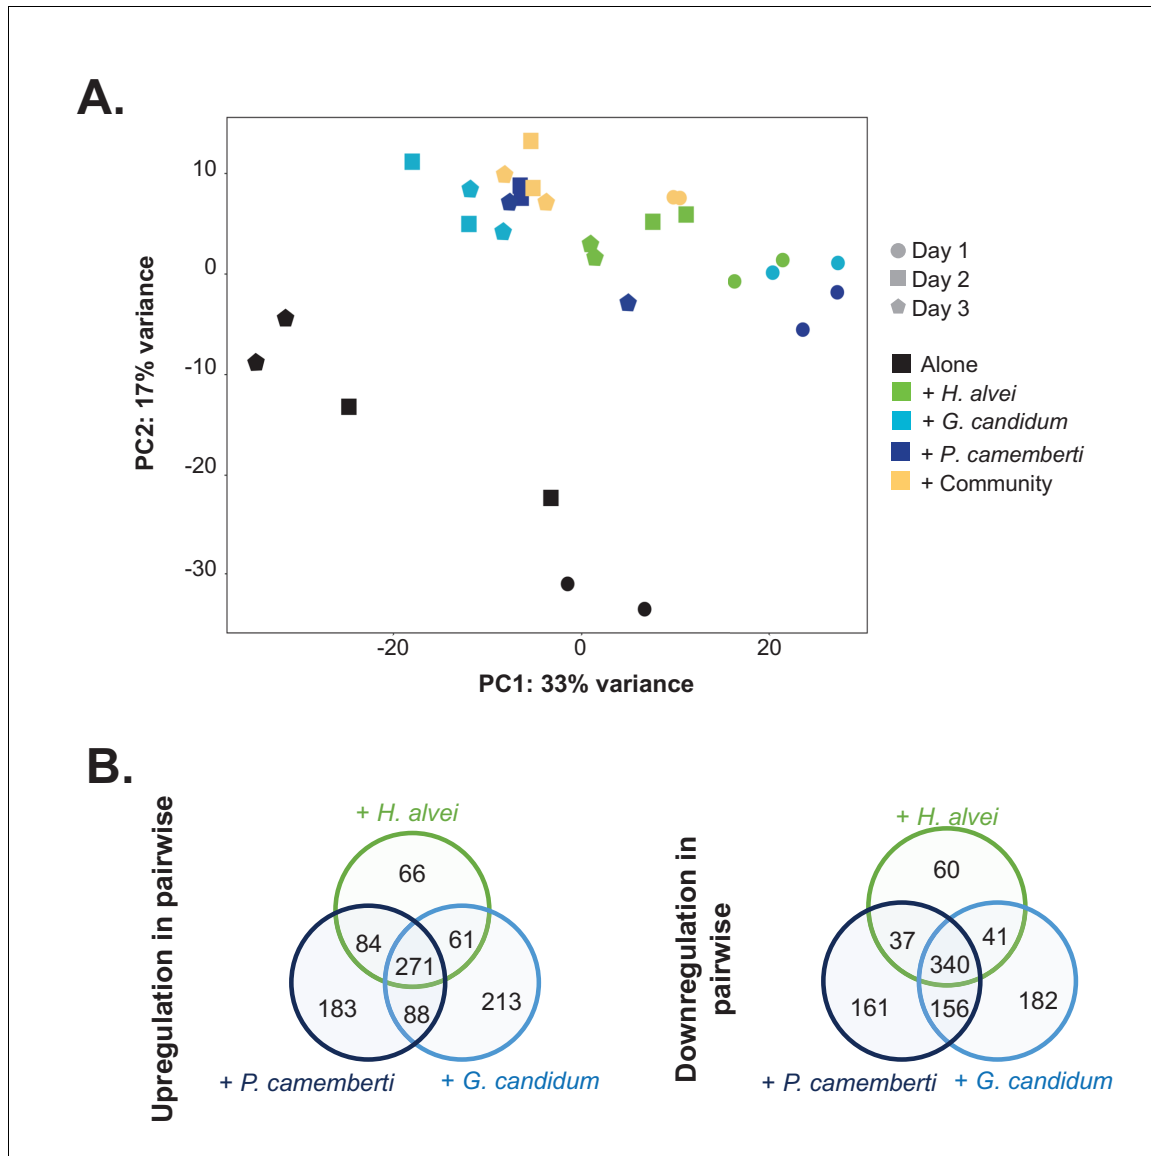 A.
10
0
-10
-20
-30
PC2: 17% variance
-20
0
20
PC1: 33% variance
Day 1
Day 2
Day 3
Alone
+ H. alvei
+ G. candidum
+ P. camemberti
+ Community
B.
Upregulation in pairwise
+ H. alvei
66
84
61
271
183
88
213
+ P. camemberti
+ G. candidum
Downregulation in
pairwise
+ H. alvei
60
37
41
340
161
156
182
+ P. camemberti
+ G. candidum